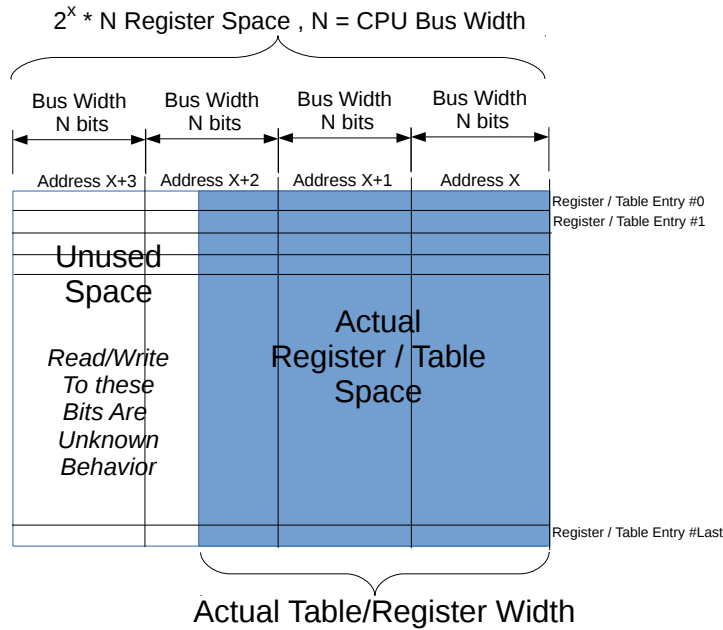 2^x * N Register Space , N = CPU Bus Width
Bus Width
N bits
Bus Width
N bits
Bus Width
N bits
Bus Width
N bits
Address X+3
Address X+2
Address X+1
Address X
Register / Table Entry #0
Register / Table Entry #1
Unused
Space
Actual
Register / Table
Space
Read/Write
To these
Bits Are
Unknown
Behavior
Register / Table Entry #Last
Actual Table/Register Width